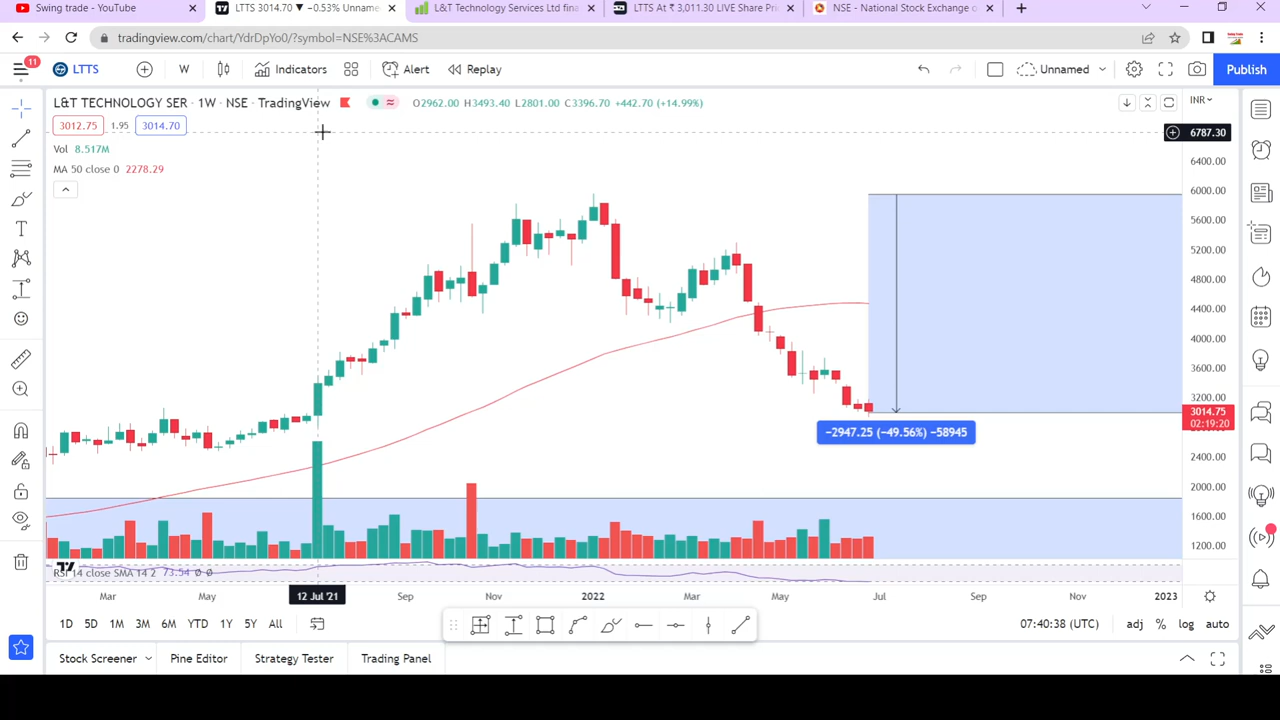 Swing trade - YouTube
LTTS 3014.70 ▼ −0.53% Unname
L&T Technology Services Ltd fina
LTTS At ₹ 3,011.30 LIVE Share Pri
NSE - National Stock Exchange o
tradingview.com/chart/YdrDpYo0/?symbol=NSE%3ACAMS
11
LTTS
W
Indicators
Alert
Replay
Unnamed
Publish
L&T TECHNOLOGY SER · 1W · NSE · TradingView
O2962.00 H3493.40 L2801.00 C3396.70 +442.70 (+14.99%)
INR
3012.75
1.95
3014.70
6787.30
Vol 8.517M
6400.00
MA 50 close 0 2278.29
6000.00
5600.00
5200.00
4800.00
4400.00
4000.00
3600.00
3200.00
3014.75
02:19:20
−2947.25 (−49.56%) −58945
2400.00
2000.00
1600.00
1200.00
RSI 14 close SMA 14 2 73.54 ∅ ∅
Mar
May
12 Jul '21
Sep
Nov
2022
Mar
May
Jul
Sep
Nov
2023
1D 5D 1M 3M 6M YTD 1Y 5Y All
07:40:38 (UTC)
adj % log auto
Stock Screener
Pine Editor
Strategy Tester
Trading Panel